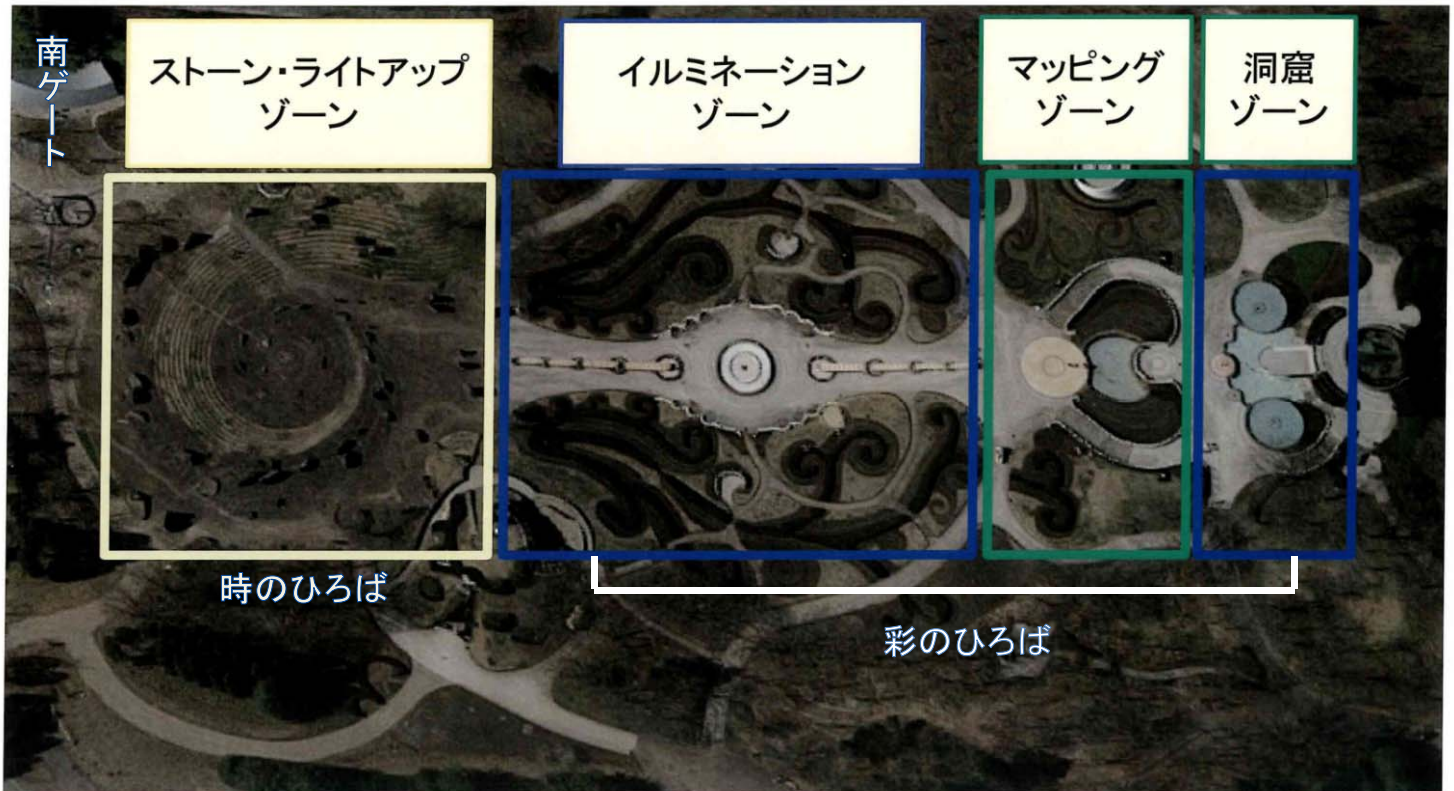 南ゲート
ストーン・ライトアップ
ゾーン
イルミネーション
ゾーン
マッピング
ゾーン
洞窟
ゾーン
時のひろば
彩のひろば